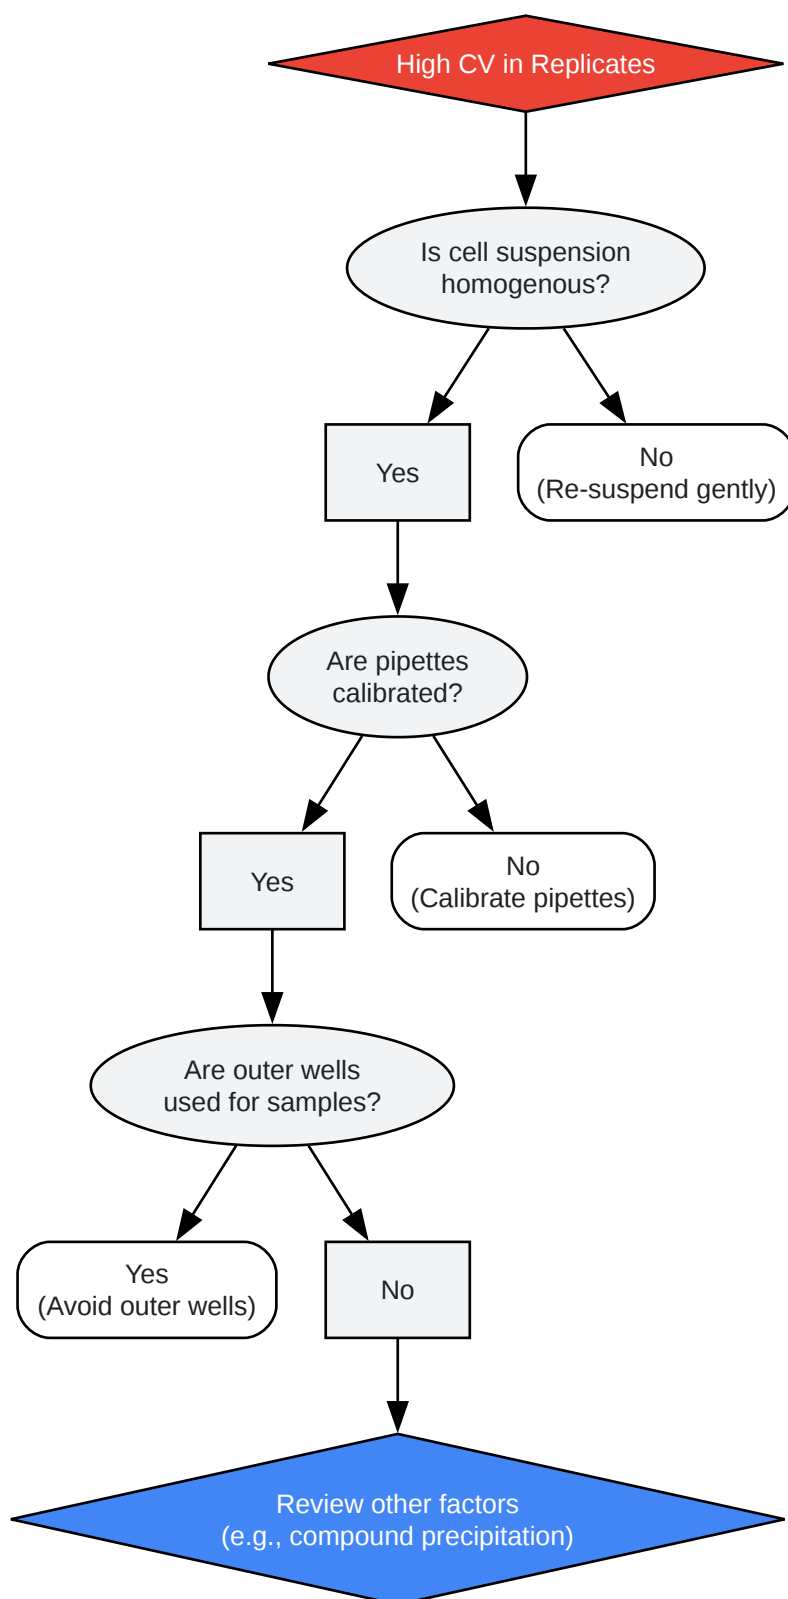 High CV in Replicates
Is cell suspension
homogenous?
Yes
No
(Re-suspend gently)
Are pipettes
calibrated?
Yes
No
(Calibrate pipettes)
Are outer wells
used for samples?
Yes
(Avoid outer wells)
No
Review other factors
(e.g., compound precipitation)